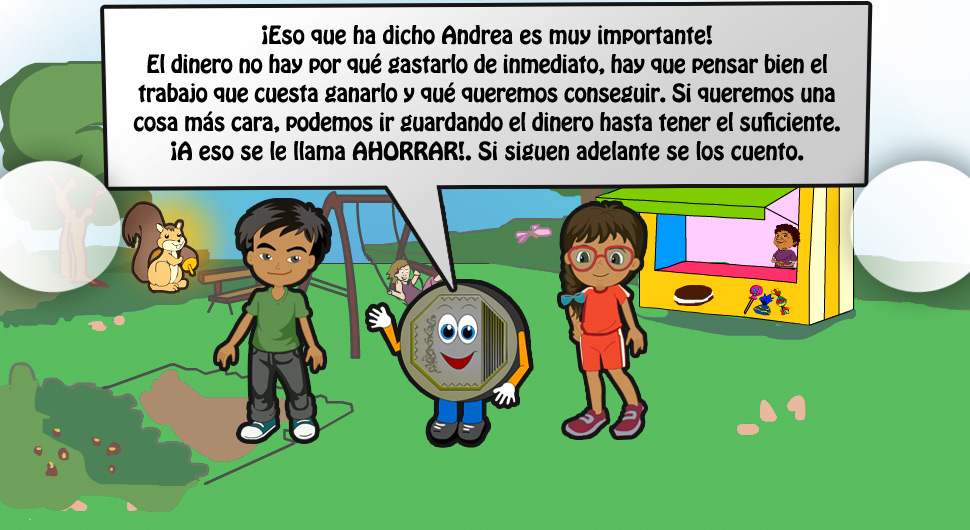 ¡Eso que ha dicho Andrea es muy importante!
El dinero no hay por qué gastarlo de inmediato, hay que pensar bien el
trabajo que cuesta ganarlo y qué queremos conseguir. Si queremos una
cosa más cara, podemos ir guardando el dinero hasta tener el suficiente.
¡A eso se le llama AHORRAR!. Si siguen adelante se los cuento.